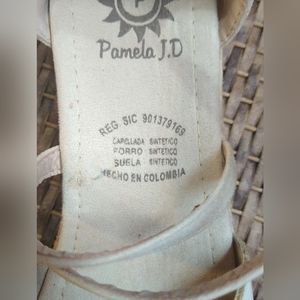 P
Pamela J.D
REG. SIC 901379169
CAPELLADA SINTETICO
FORRO SINTETICO
SUELA SINTETICO
HECHO EN COLOMBIA